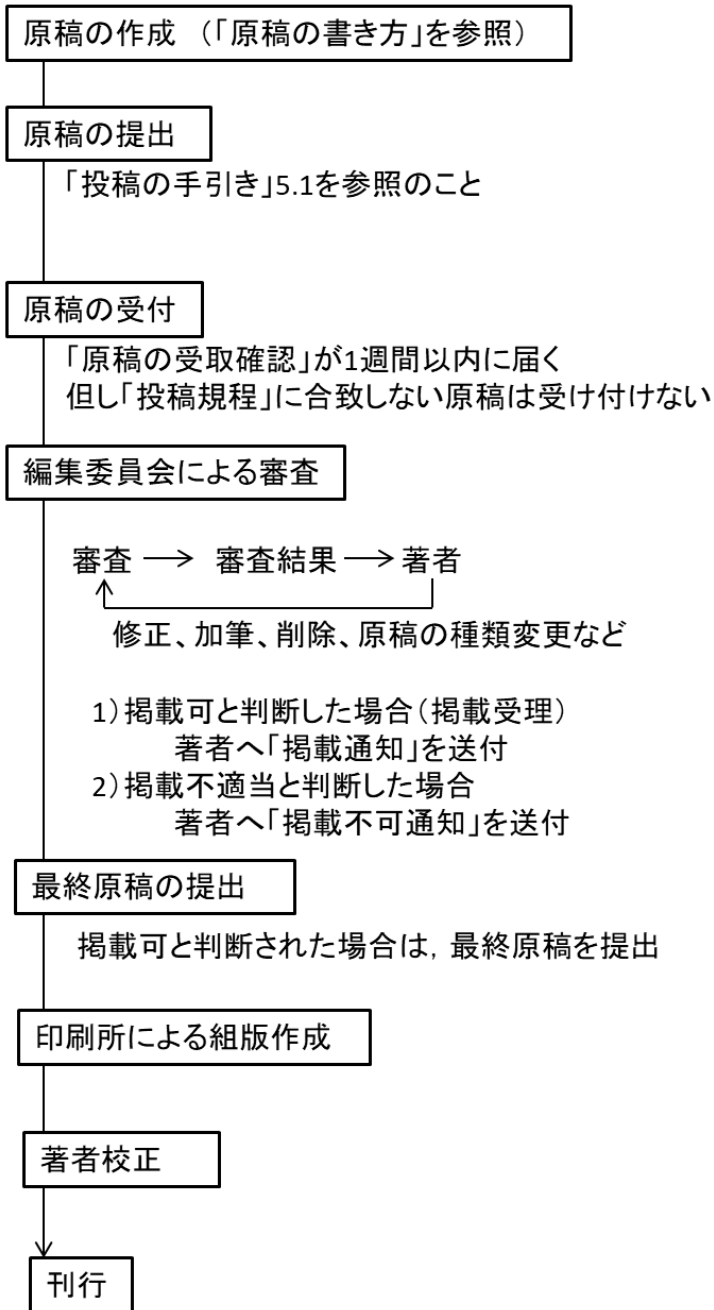 原稿の作成 （「原稿の書き方」を参照）
原稿の提出
「投稿の手引き」5.1を参照のこと
原稿の受付
「原稿の受取確認」が1週間以内に届く
但し「投稿規程」に合致しない原稿は受け付けない
編集委員会による審査
審査 → 審査結果 → 著者
修正、加筆、削除、原稿の種類変更など
1）掲載可と判断した場合（掲載受理）
著者へ「掲載通知」を送付
2）掲載不適当と判断した場合
著者へ「掲載不可通知」を送付
最終原稿の提出
掲載可と判断された場合は，最終原稿を提出
印刷所による組版作成
著者校正
刊行